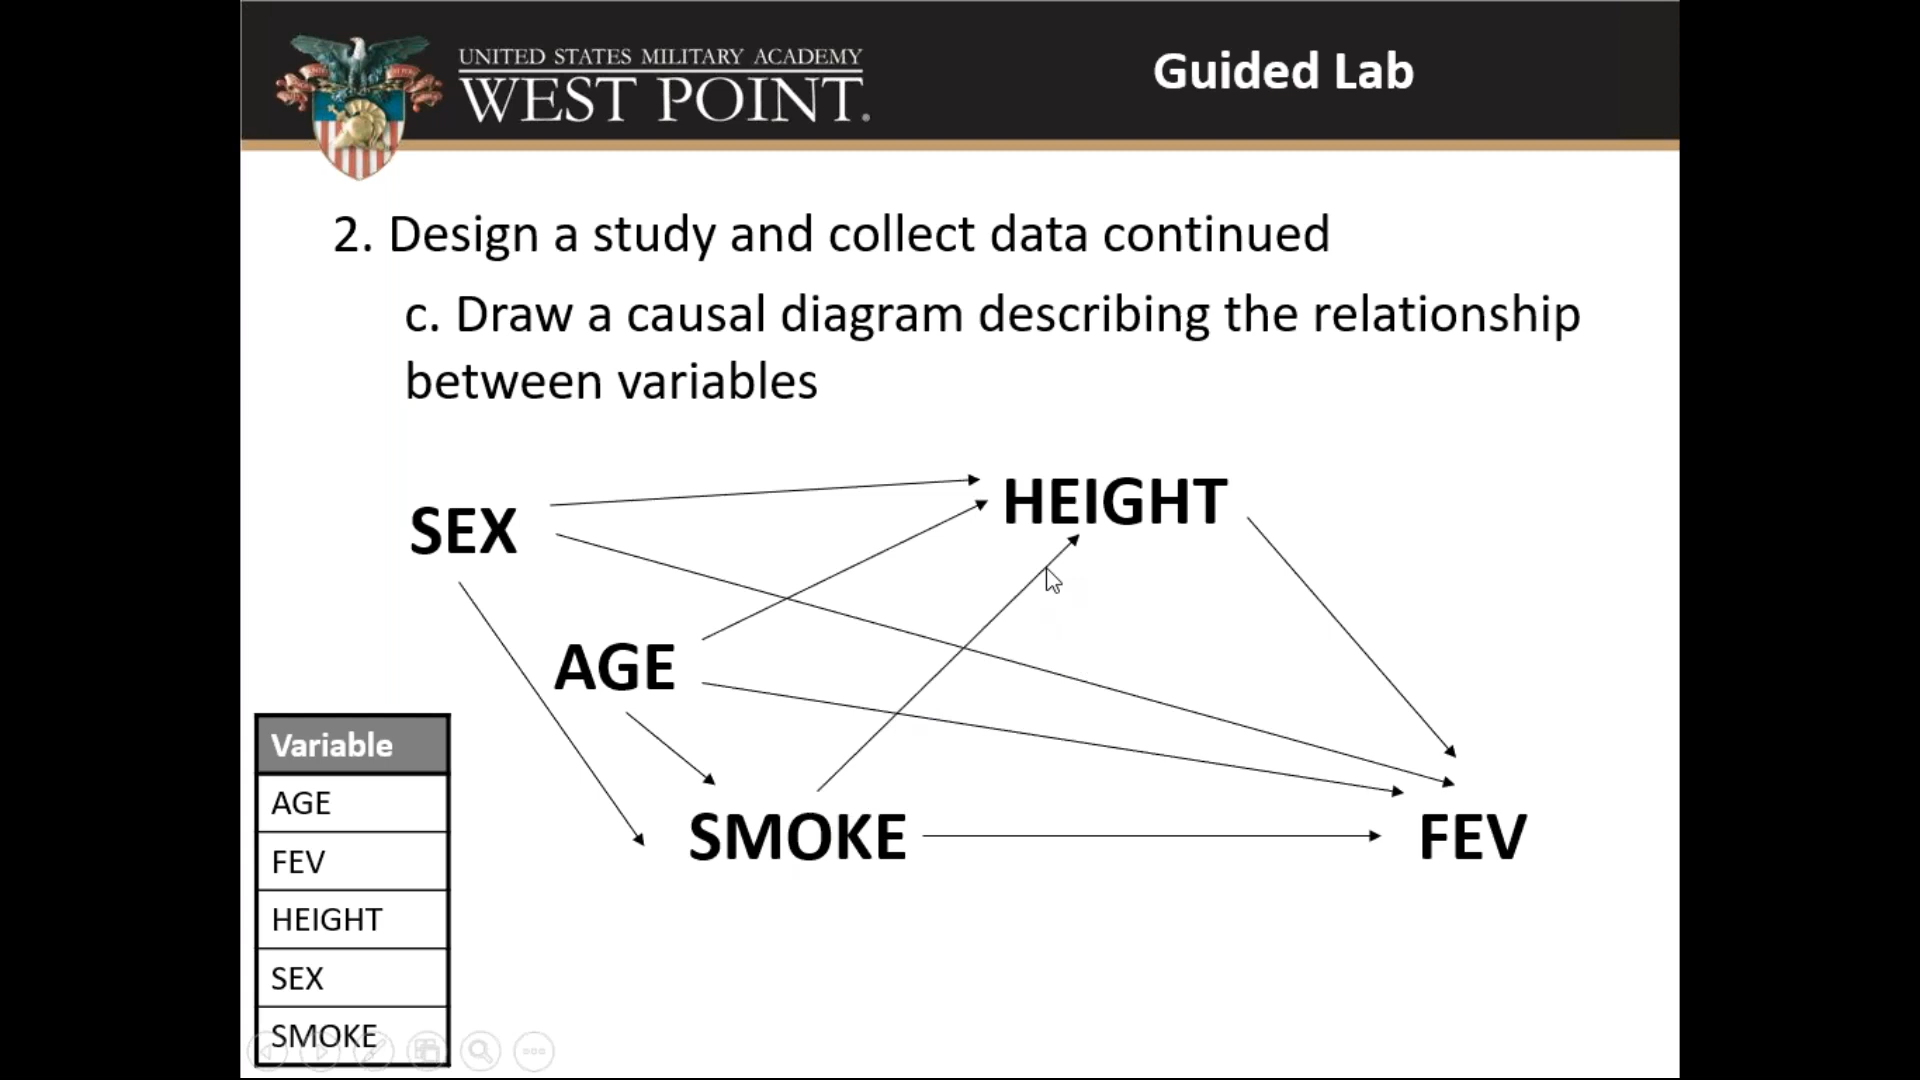 UNITED STATES MILITARY ACADEMY
WEST POINT.
Guided Lab
2. Design a study and collect data continued
c. Draw a causal diagram describing the relationship
between variables
SEX
HEIGHT
AGE
SMOKE
FEV
Variable
AGE
FEV
HEIGHT
SEX
SMOKE